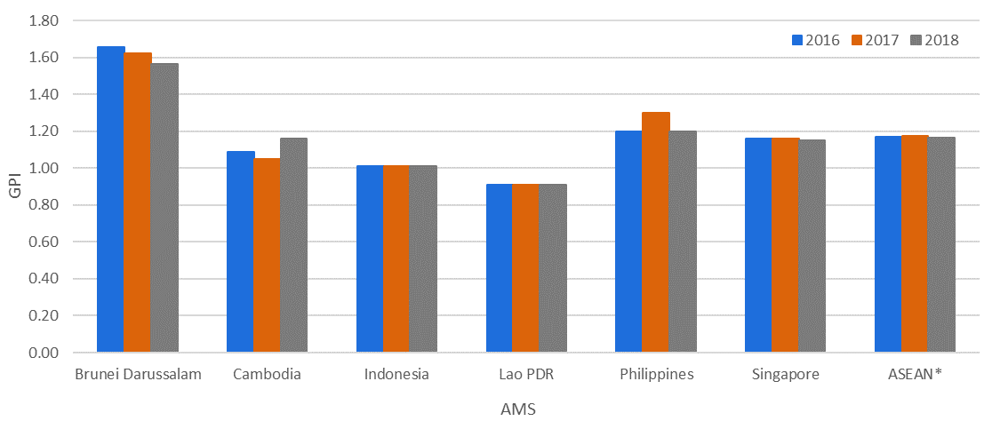 1.80
1.60
1.40
1.20
1.00
0.80
0.60
0.40
0.20
0.00
GPI
2016 2017 2018
Brunei Darussalam Cambodia Indonesia Lao PDR Philippines Singapore ASEAN*
AMS